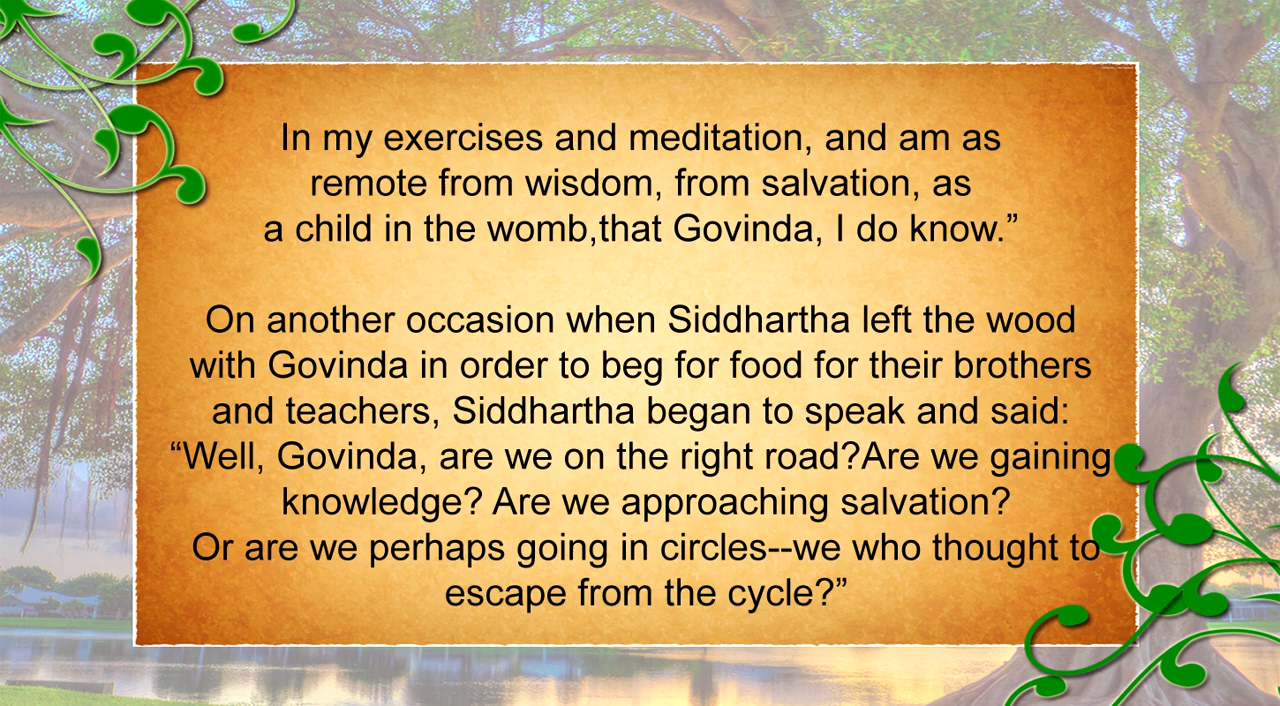 In my exercises and meditation, and am as
remote from wisdom, from salvation, as
a child in the womb,that Govinda, I do know.”
On another occasion when Siddhartha left the wood
with Govinda in order to beg for food for their brothers
and teachers, Siddhartha began to speak and said:
“Well, Govinda, are we on the right road?Are we gaining
knowledge? Are we approaching salvation?
Or are we perhaps going in circles--we who thought to
escape from the cycle?”